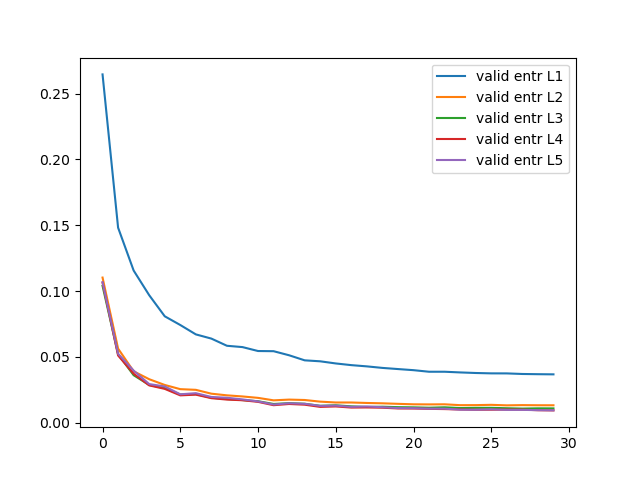 valid entr L1
valid entr L2
valid entr L3
valid entr L4
valid entr L5
0.25
0.20
0.15
0.10
0.05
0.00
0 5 10 15 20 25 30